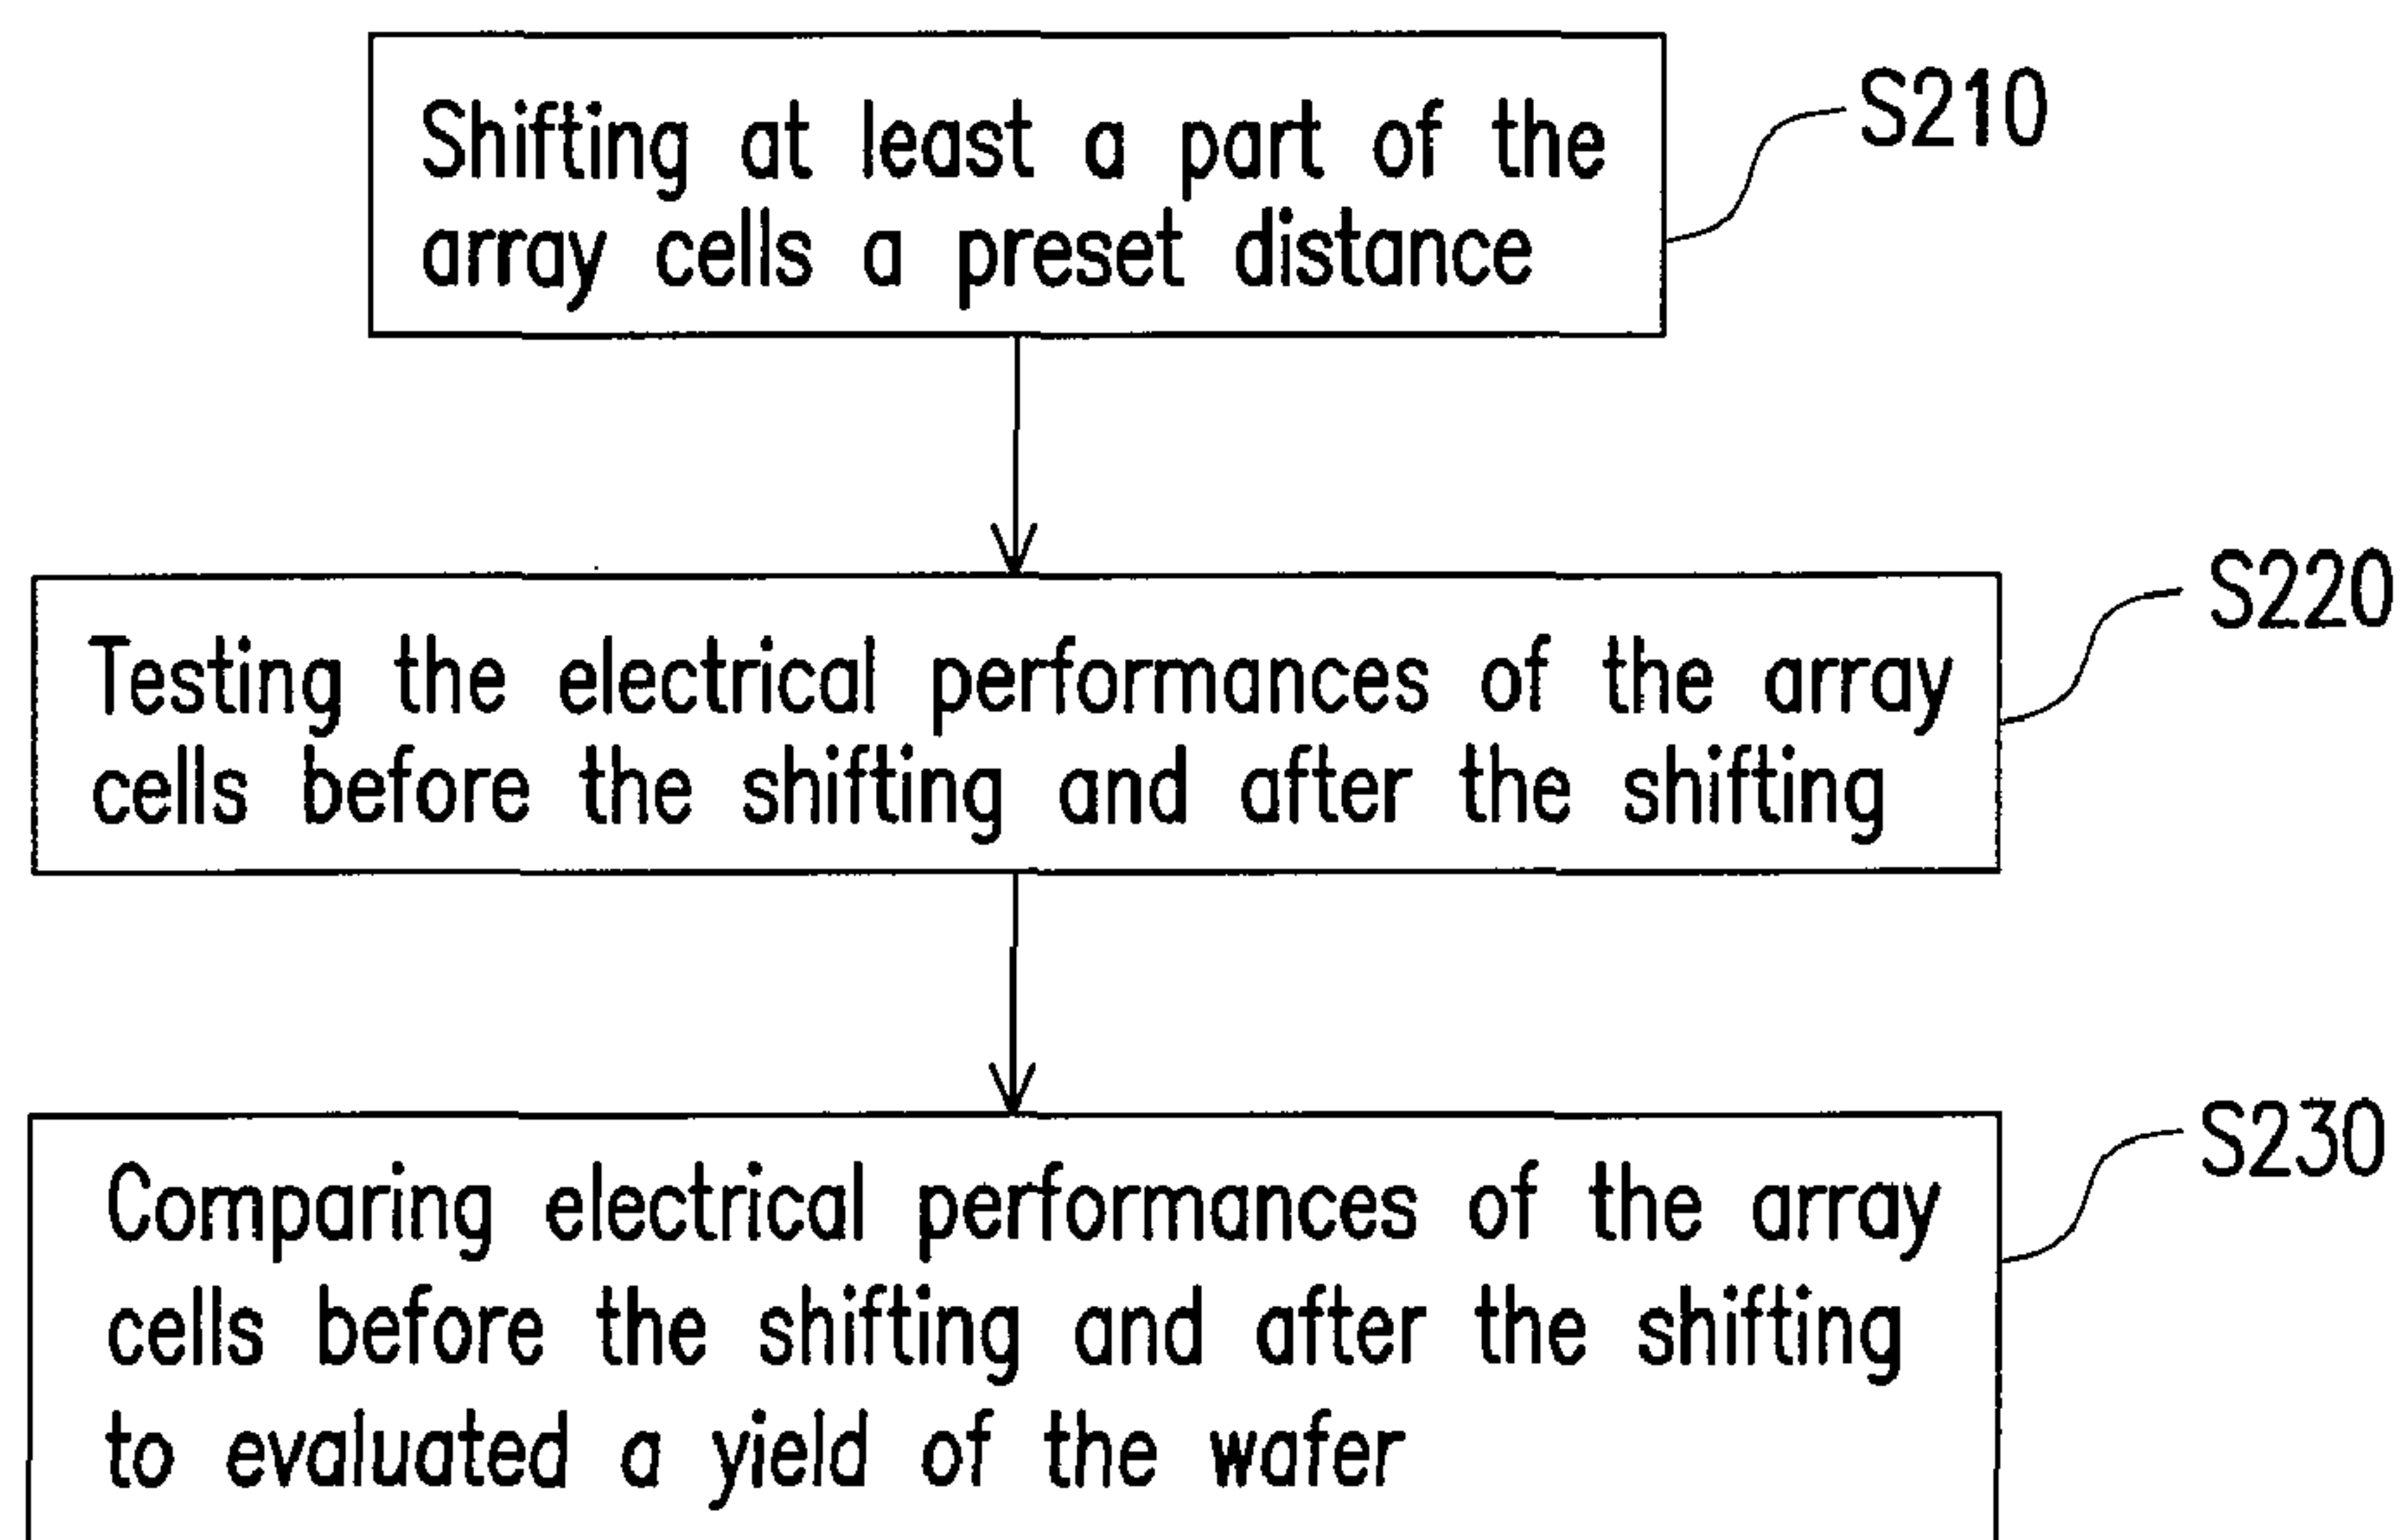 Shifting at least a part of the
array cells a preset distance
S210
Testing the electrical performances of the array
cells before the shifting and after the shifting
S220
Comparing electrical performances of the array
cells before the shifting and after the shifting
to evaluated a yield of the wafer
S230